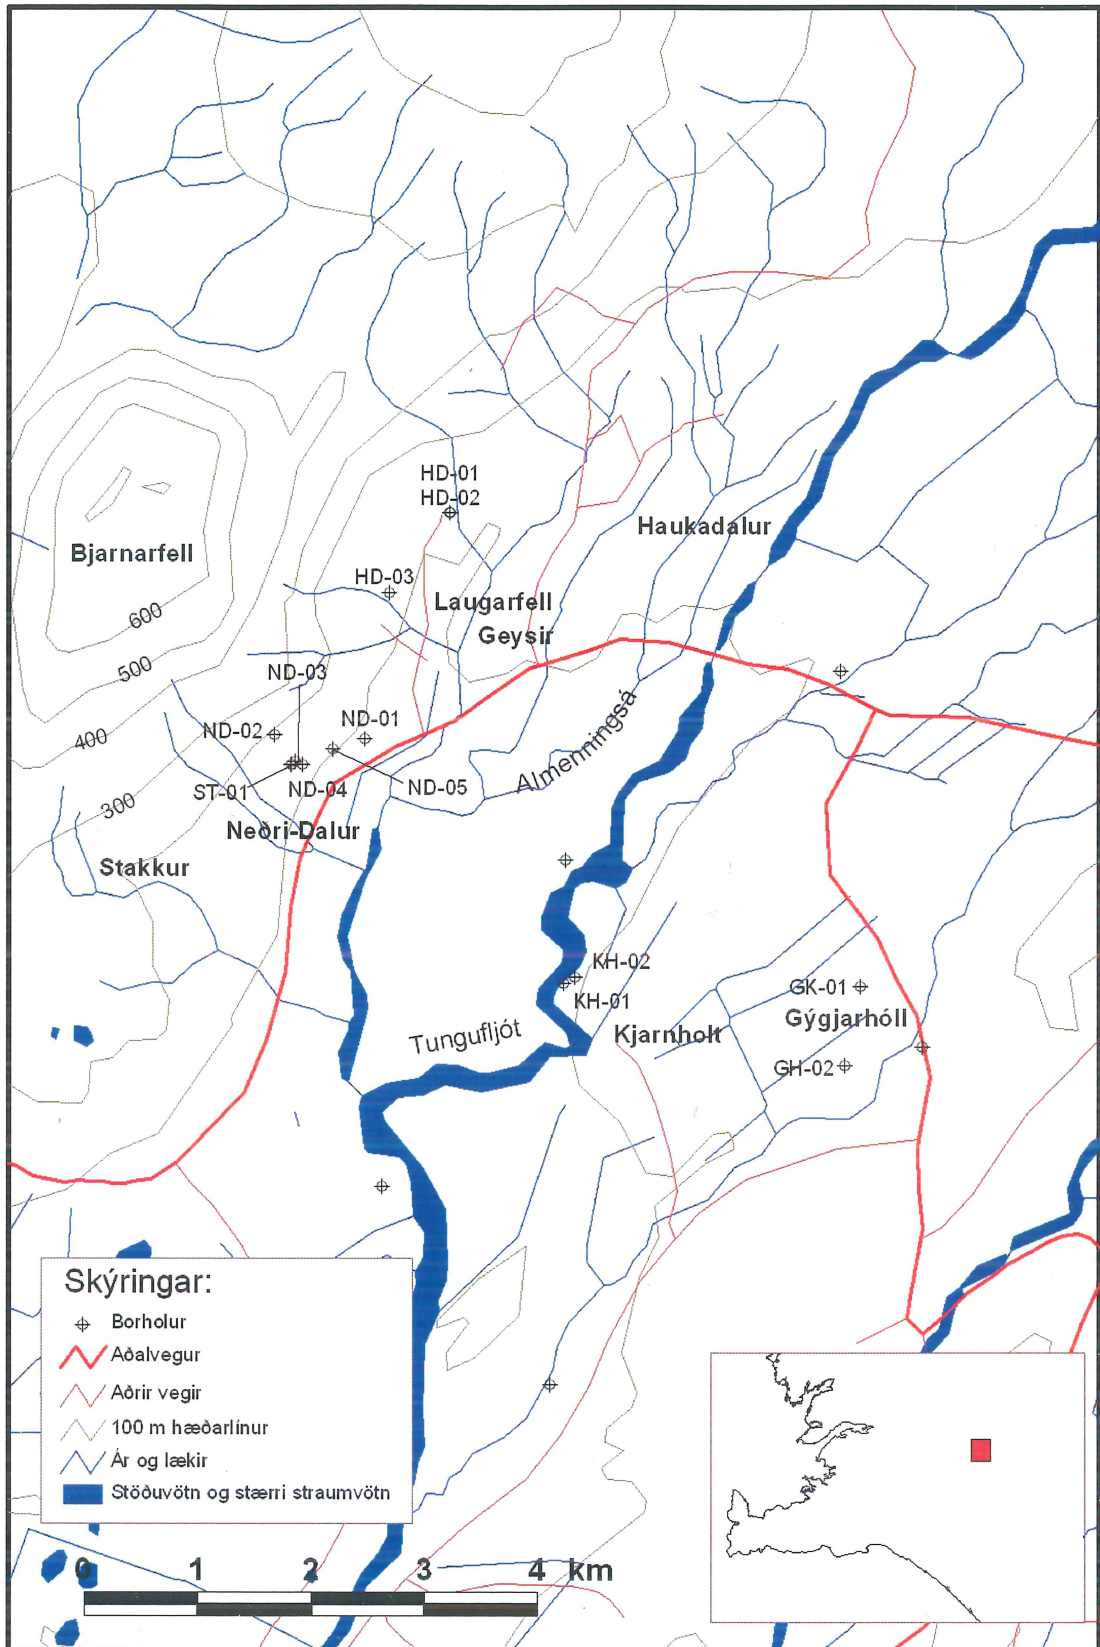 HD-01
HD-02
Haukadalur
Bjarnarfell
HD-03
Laugarfell
Geysir
600
500
ND-03
400
ND-02
ND-01
Almenningsá
300
ST-01
ND-04
ND-05
Neðri-Dalur
Stakkur
KH-02
KH-01
GK-01
Gýgjarhóll
Tungufljót
Kjarnholt
GH-02
Skýringar:
Borholur
Aðalvegur
Aðrir vegir
100 m hæðarlínur
Ár og lækir
Stöðuvötn og stærri straumvötn
0 1 2 3 4 km